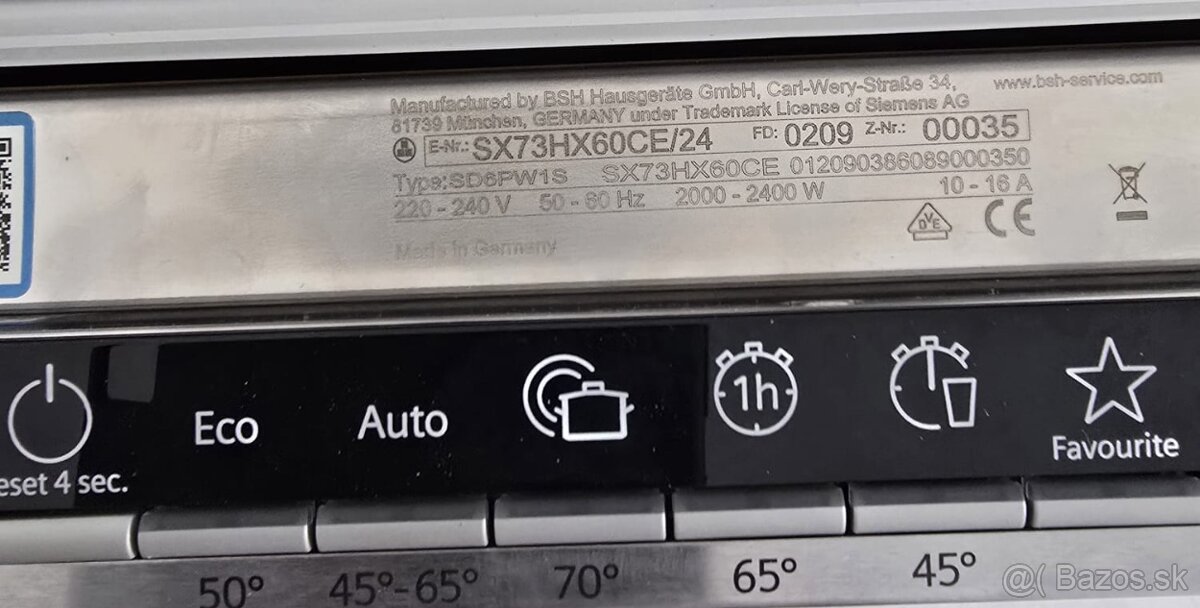 Manufactured by BSH Hausgeräte GmbH, Carl-Wery-Straße 34, www.bsh-service.com
81739 München, GERMANY under Trademark License of Siemens AG
E-Nr.: SX73HX60CE/24 FD: 0209 Z-Nr.: 00035
Type:SD6PW1S SX73HX60CE 012090386089000350
220 - 240 V 50 - 60 Hz 2000 - 2400 W 10 - 16 A
DVE CE
Made in Germany
Eco Auto 1h Favourite
eset 4 sec.
50° 45°-65° 70° 65° 45°
@( Bazos.sk